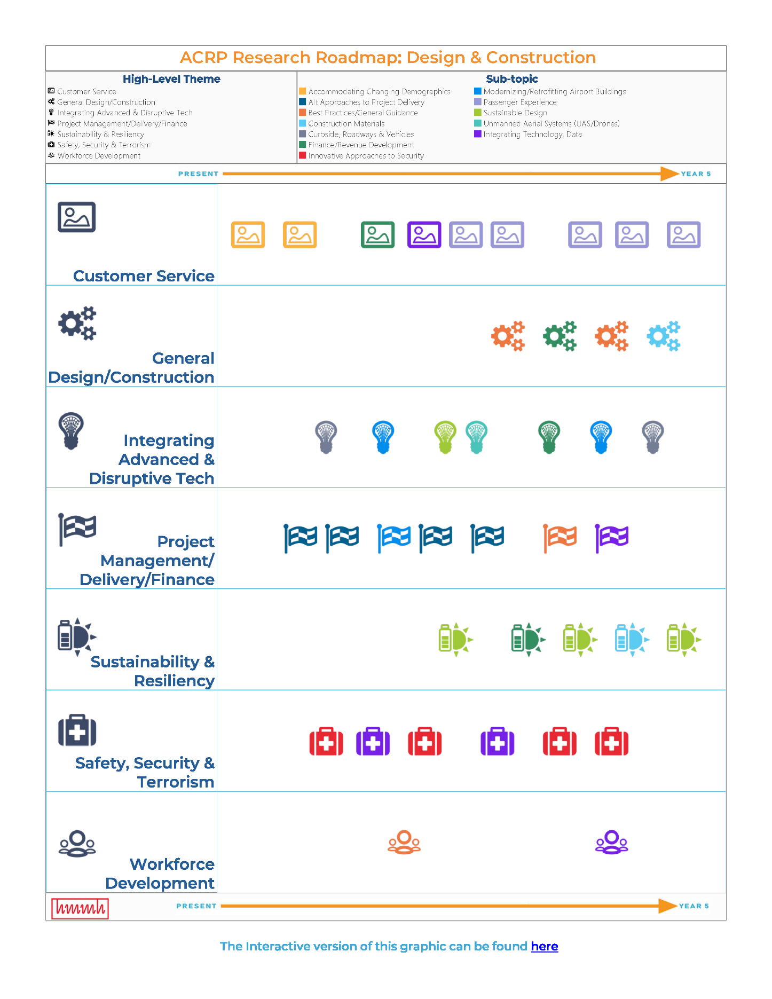 ACRP Research Roadmap: Design & Construction
High-Level Theme
Customer Service
General Design/Construction
Integrating Advanced & Disruptive Tech
Project Management/Delivery/Finance
Sustainability & Resiliency
Safety, Security & Terrorism
Workforce Development
Sub-topic
Accommodating Changing Demographics
Alt Approaches to Project Delivery
Best Practices/General Guidance
Construction Materials
Curbside, Roadways & Vehicles
Finance/Revenue Development
Innovative Approaches to Security
Modernizing/Retrofitting Airport Buildings
Passenger Experience
Sustainable Design
Unmanned Aerial Systems (UAS/Drones)
Integrating Technology, Data
PRESENT YEAR 5
Customer Service
General
Design/Construction
Integrating
Advanced &
Disruptive Tech
Project
Management/
Delivery/Finance
Sustainability &
Resiliency
Safety, Security &
Terrorism
Workforce
Development
hmmh
PRESENT YEAR 5
The Interactive version of this graphic can be found here